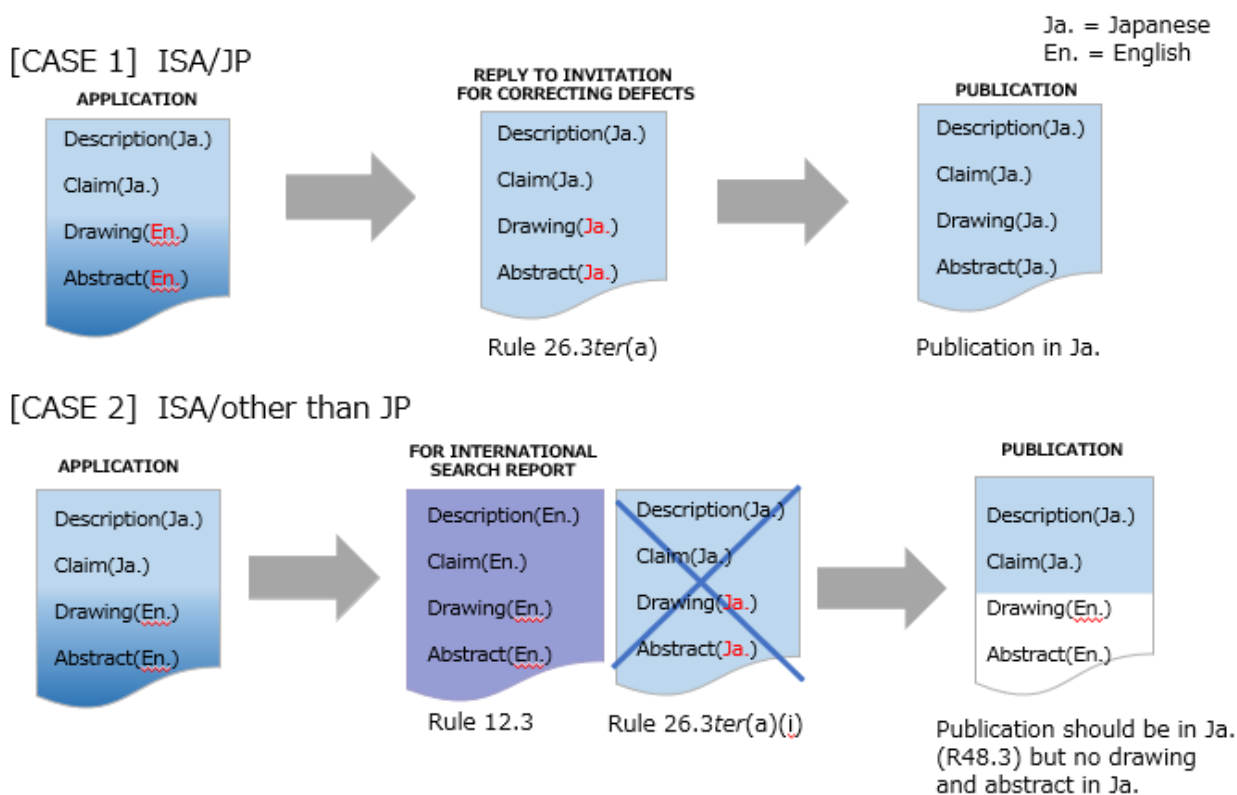 Ja. = Japanese
En. = English
[CASE 1] ISA/JP
APPLICATION
Description(Ja.)
Claim(Ja.)
Drawing(En.)
Abstract(En.)
REPLY TO INVITATION
FOR CORRECTING DEFECTS
Description(Ja.)
Claim(Ja.)
Drawing(Ja.)
Abstract(Ja.)
Rule 26.3ter(a)
PUBLICATION
Description(Ja.)
Claim(Ja.)
Drawing(Ja.)
Abstract(Ja.)
Publication in Ja.
[CASE 2] ISA/other than JP
APPLICATION
Description(Ja.)
Claim(Ja.)
Drawing(En.)
Abstract(En.)
FOR INTERNATIONAL
SEARCH REPORT
Description(En.)
Claim(En.)
Drawing(En.)
Abstract(En.)
Rule 12.3
Description(Ja.)
Claim(Ja.)
Drawing(Ja.)
Abstract(Ja.)
Rule 26.3ter(a)(i)
PUBLICATION
Description(Ja.)
Claim(Ja.)
Drawing(En.)
Abstract(En.)
Publication should be in Ja.
(R48.3) but no drawing
and abstract in Ja.